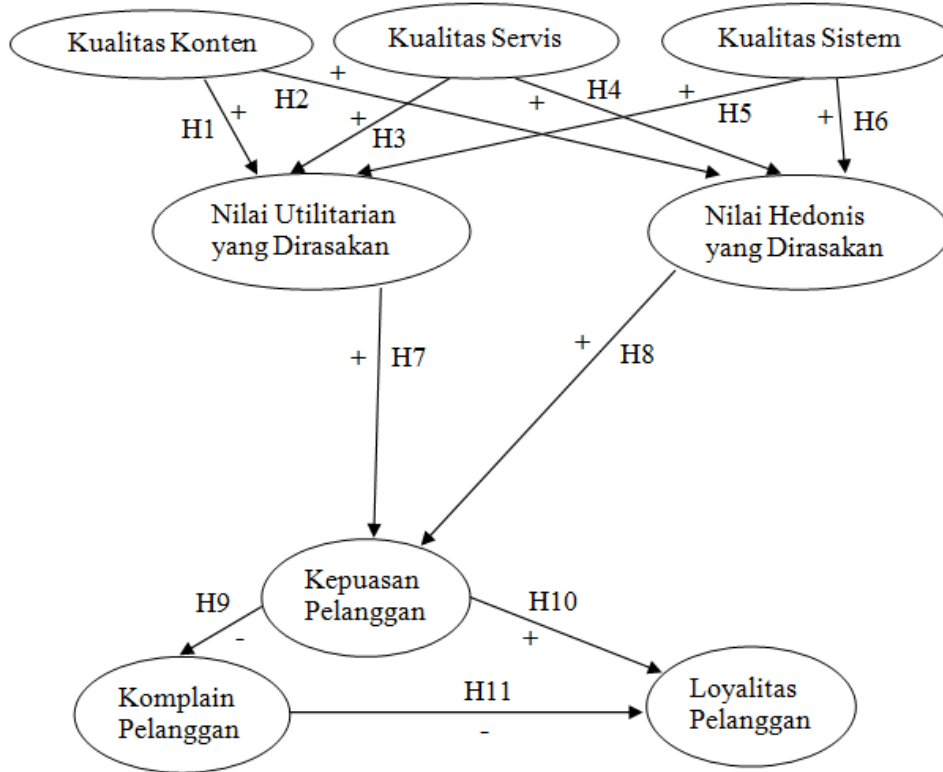 Kualitas Konten
Kualitas Servis
Kualitas Sistem
+
H2
+
H4
+
H5
H1
+
+
H3
+
H6
Nilai Utilitarian
yang Dirasakan
Nilai Hedonis
yang Dirasakan
+
H7
+
H8
Kepuasan
Pelanggan
H9
-
H10
+
Komplain
Pelanggan
H11
-
Loyalitas
Pelanggan